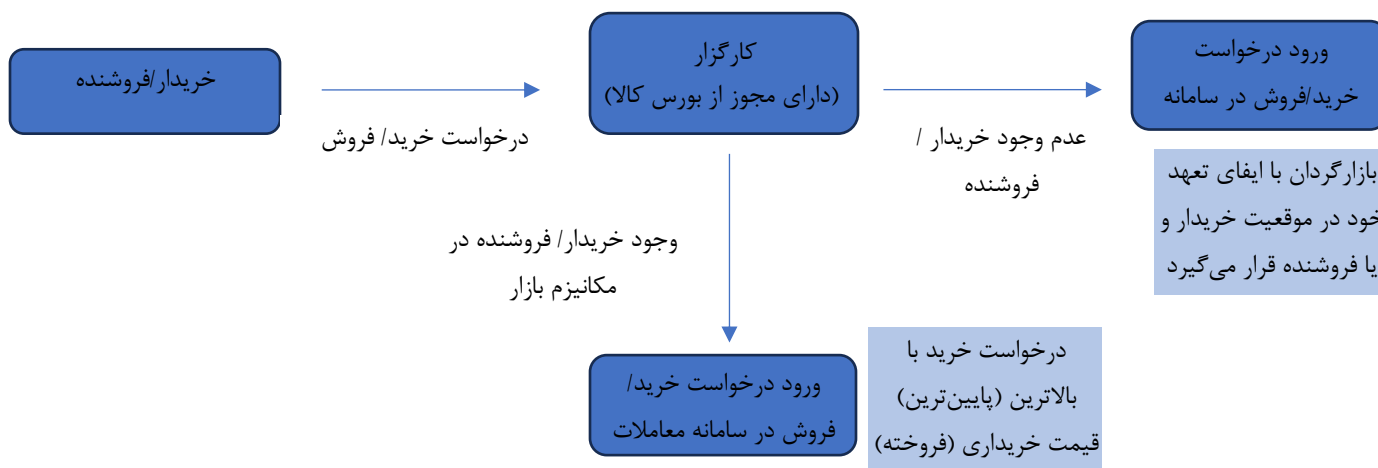 خریدار/فروشنده
درخواست خرید/ فروش
کارگزار
(دارای مجوز از بورس کالا)
عدم وجود خریدار /
فروشنده
ورود درخواست
خرید/فروش در سامانه
بازارگردان با ایفای تعهد
خود در موقعیت خریدار و
یا فروشنده قرار می‌گیرد
وجود خریدار/ فروشنده در
مکانیزم بازار
ورود درخواست خرید/
فروش در سامانه معاملات
درخواست خرید با
بالاترین (پایین‌ترین)
قیمت خریداری (فروخته)